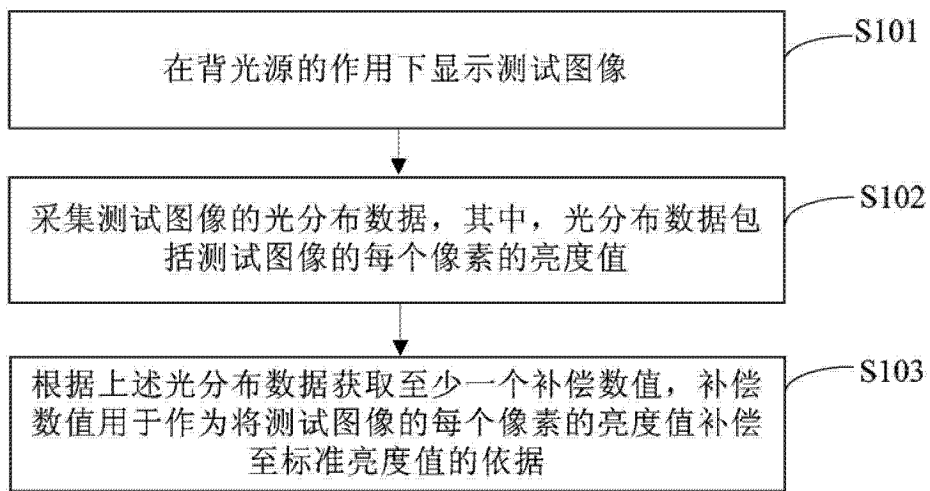 在背光源的作用下显示测试图像
S101
采集测试图像的光分布数据，其中，光分布数据包
括测试图像的每个像素的亮度值
S102
根据上述光分布数据获取至少一个补偿数值，补偿
数值用于作为将测试图像的每个像素的亮度值补偿
至标准亮度值的依据
S103